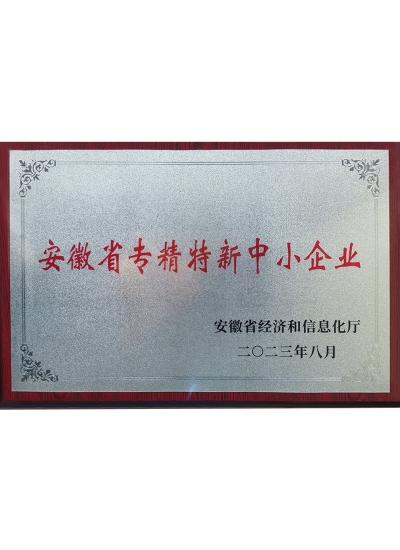 安徽省专精特新中小企业
安徽省经济和信息化厅
二〇二三年八月